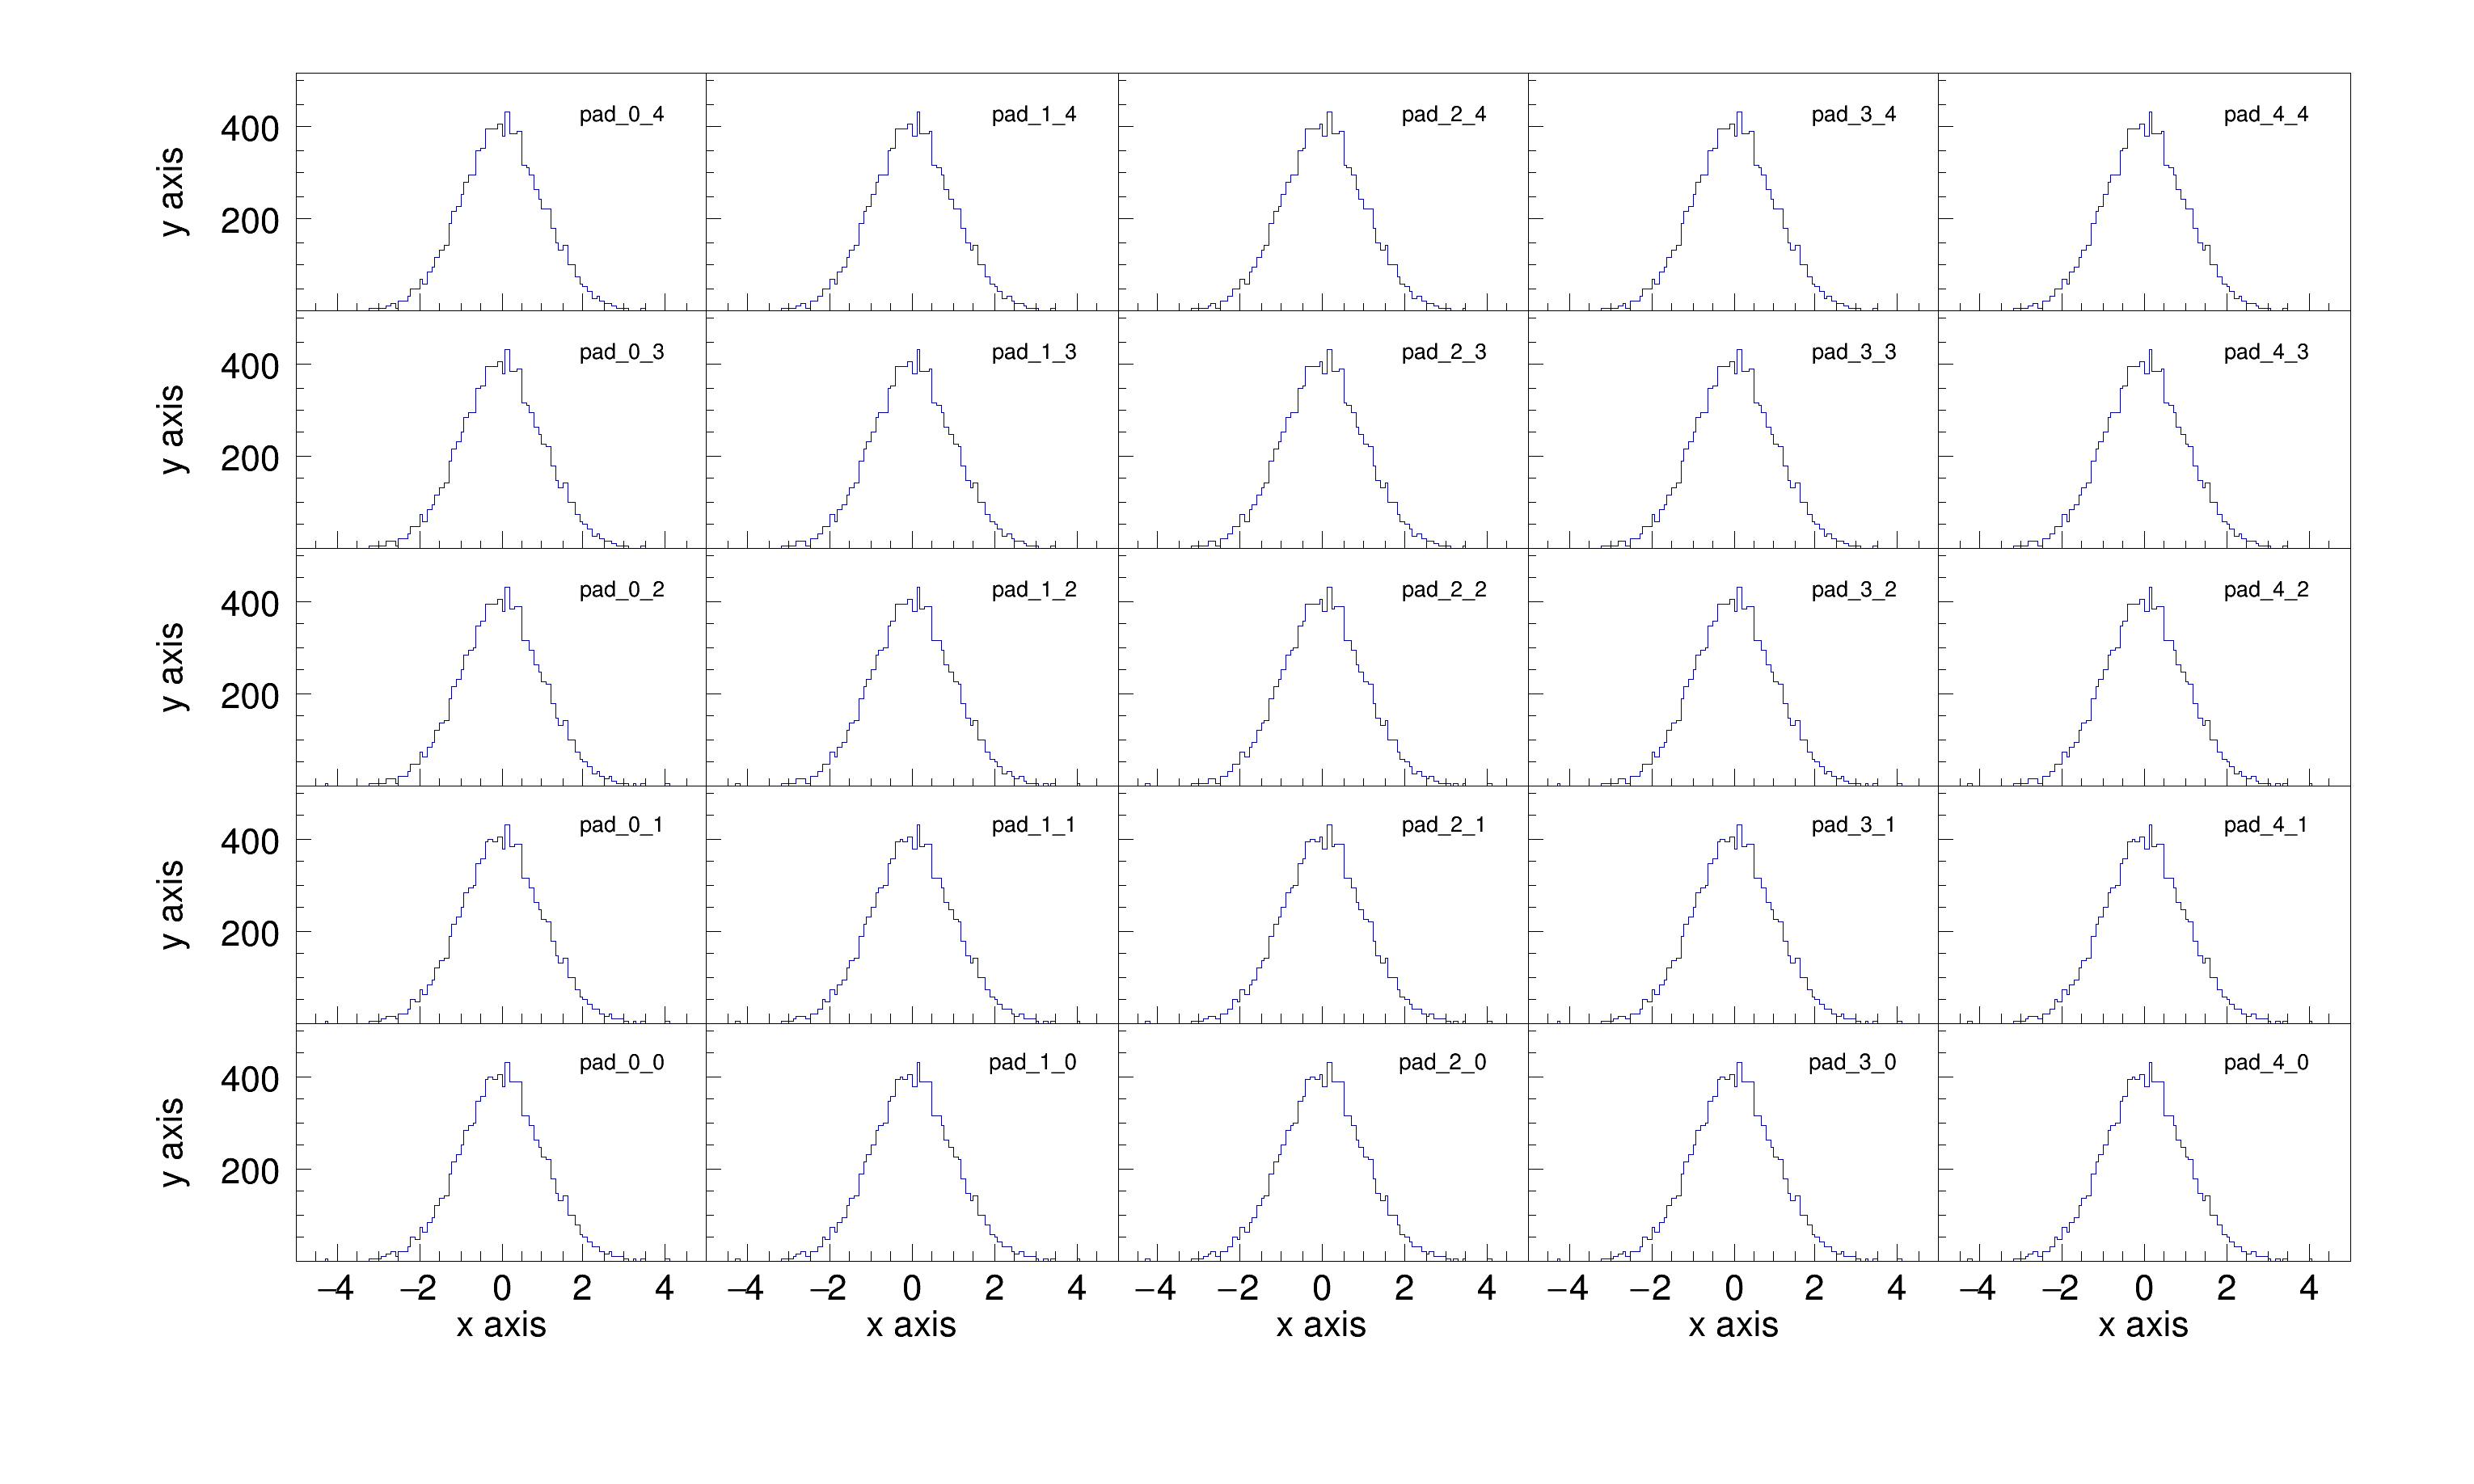 pad_0_4 pad_1_4 pad_2_4 pad_3_4 pad_4_4
400
y axis
200
pad_0_3 pad_1_3 pad_2_3 pad_3_3 pad_4_3
400
y axis
200
pad_0_2 pad_1_2 pad_2_2 pad_3_2 pad_4_2
400
y axis
200
pad_0_1 pad_1_1 pad_2_1 pad_3_1 pad_4_1
400
y axis
200
pad_0_0 pad_1_0 pad_2_0 pad_3_0 pad_4_0
400
y axis
200
−4 −2 0 2 4 −4 −2 0 2 4 −4 −2 0 2 4 −4 −2 0 2 4 −4 −2 0 2 4
x axis x axis x axis x axis x axis